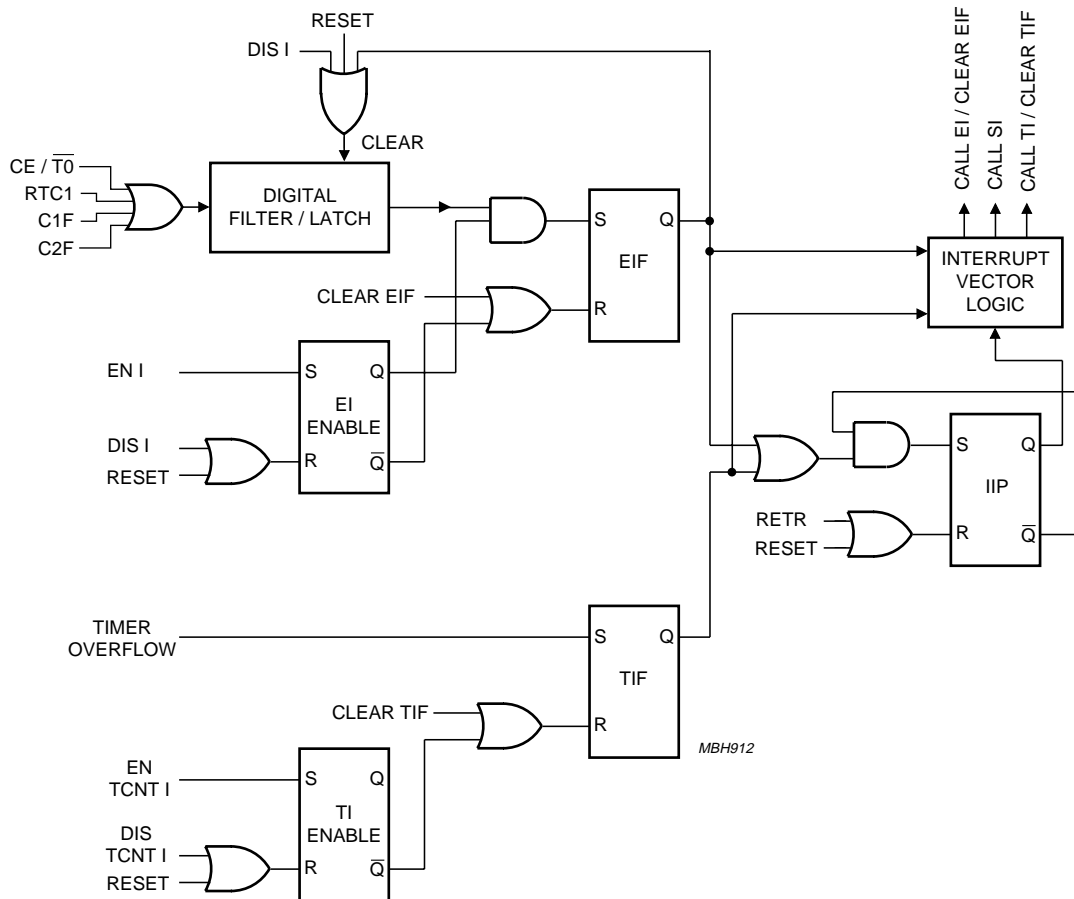 RESET
DIS I
CLEAR
CE / T̅0̅
RTC1
C1F
C2F
DIGITAL
FILTER / LATCH
S
Q
EIF
R
CLEAR EIF
CALL EI / CLEAR EIF
CALL SI
CALL TI / CLEAR TIF
INTERRUPT
VECTOR
LOGIC
EN I
S
Q
EI
ENABLE
R
Q̅
DIS I
RESET
S
Q
IIP
R
Q̅
RETR
RESET
TIMER
OVERFLOW
S
Q
TIF
R
CLEAR TIF
MBH912
EN
TCNT I
S
Q
TI
ENABLE
R
Q̅
DIS
TCNT I
RESET